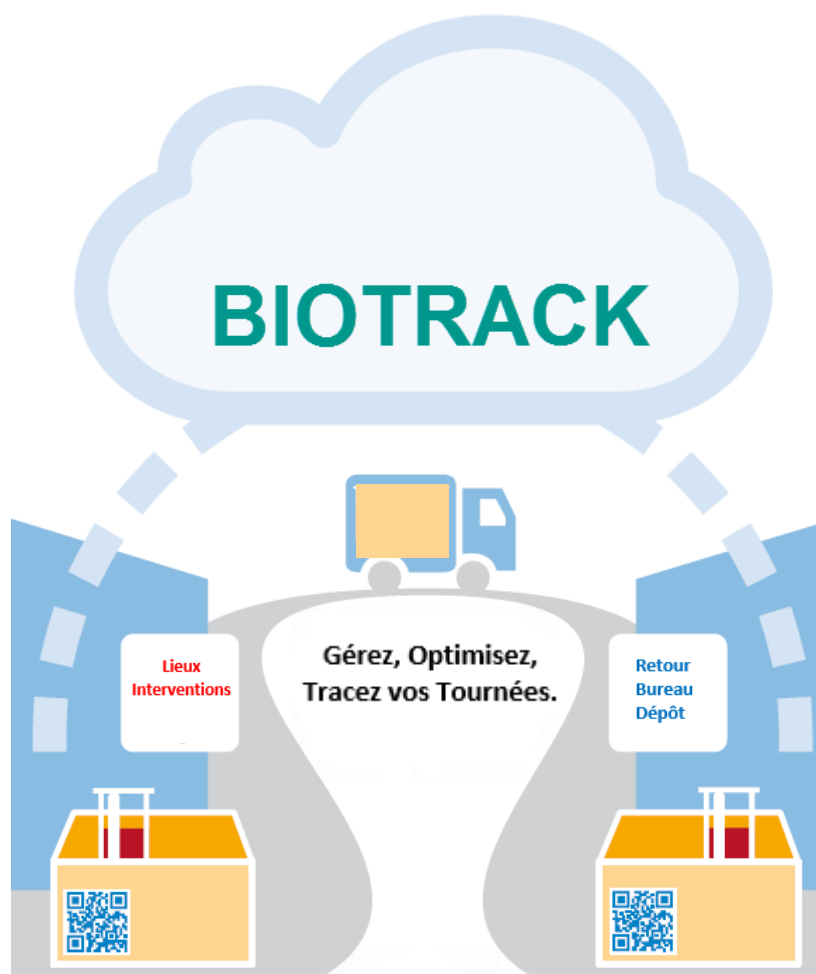 BIOTRACK
Gérez, Optimisez,
Tracez vos Tournées.
Lieux
Interventions
Retour
Bureau
Dépôt